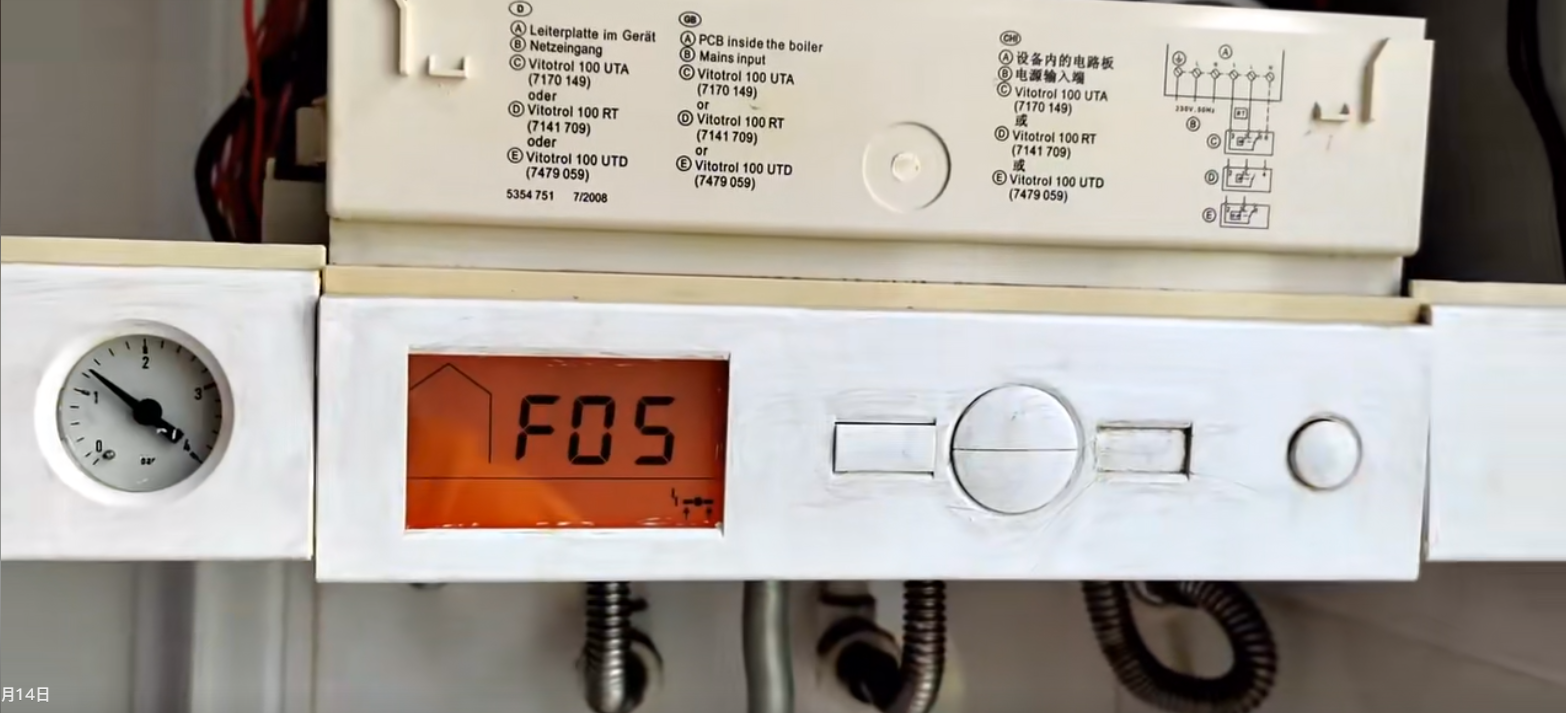 D
A Leiterplatte im Gerät
B Netzeingang
C Vitotrol 100 UTA
(7170 149)
oder
D Vitotrol 100 RT
(7141 709)
oder
E Vitotrol 100 UTD
(7479 059)
5354 751 7/2008
GB
A PCB inside the boiler
B Mains input
C Vitotrol 100 UTA
(7170 149)
or
D Vitotrol 100 RT
(7141 709)
or
E Vitotrol 100 UTD
(7479 059)
CHI
A 设备内的电路板
B 电源输入端
C Vitotrol 100 UTA
(7170 149)
或
D Vitotrol 100 RT
(7141 709)
或
E Vitotrol 100 UTD
(7479 059)
A
230V,50Hz
B
C
D
E
0 1 2 3 4
bar
F05
月14日